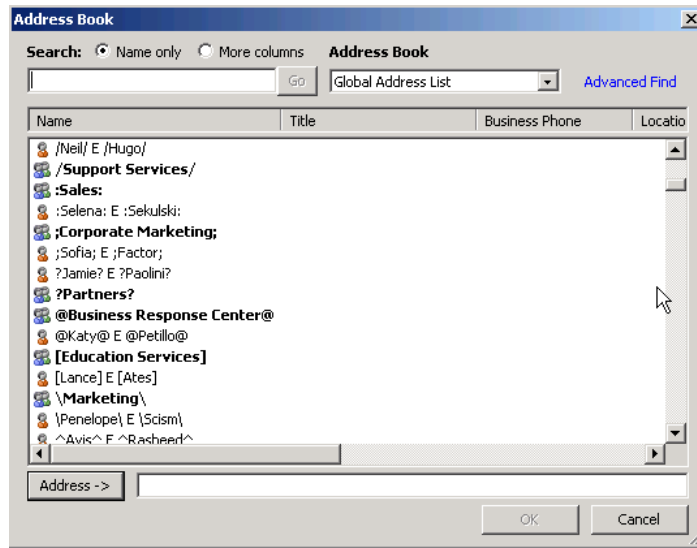 Address Book
Search: Name only More columns Address Book
Go Global Address List Advanced Find
Name Title Business Phone Locatio
/Neil/ E /Hugo/
/Support Services/
:Sales:
:Selena: E :Sekulski:
;Corporate Marketing;
;Sofia; E ;Factor;
?Jamie? E ?Paolini?
?Partners?
@Business Response Center@
@Katy@ E @Petillo@
[Education Services]
[Lance] E [Ates]
\Marketing\
\Penelope\ E \Scism\
^Avis^ E ^Rasheed^
Address ->
OK Cancel